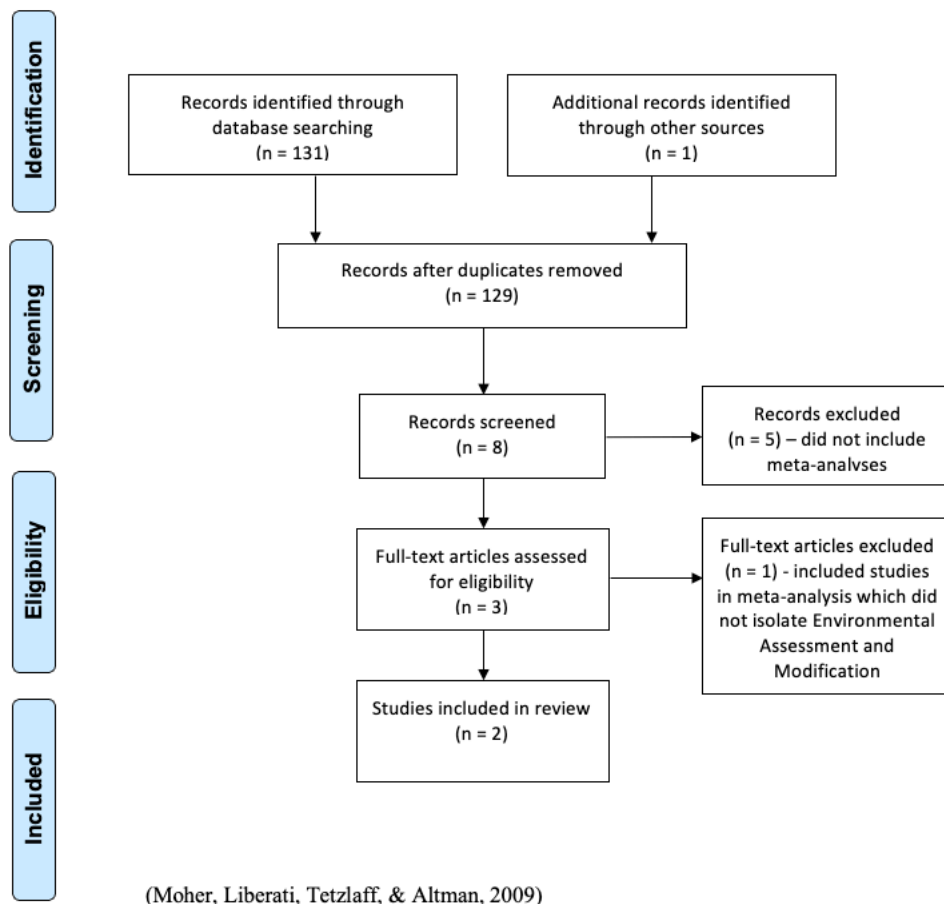 Identification
Records identified through
database searching
(n = 131)
Additional records identified
through other sources
(n = 1)
Screening
Records after duplicates removed
(n = 129)
Records screened
(n = 8)
Records excluded
(n = 5) – did not include
meta-analyses
Eligibility
Full-text articles assessed
for eligibility
(n = 3)
Full-text articles excluded
(n = 1) - included studies
in meta-analysis which did
not isolate Environmental
Assessment and
Modification
Included
Studies included in review
(n = 2)
(Moher, Liberati, Tetzlaff, & Altman, 2009)